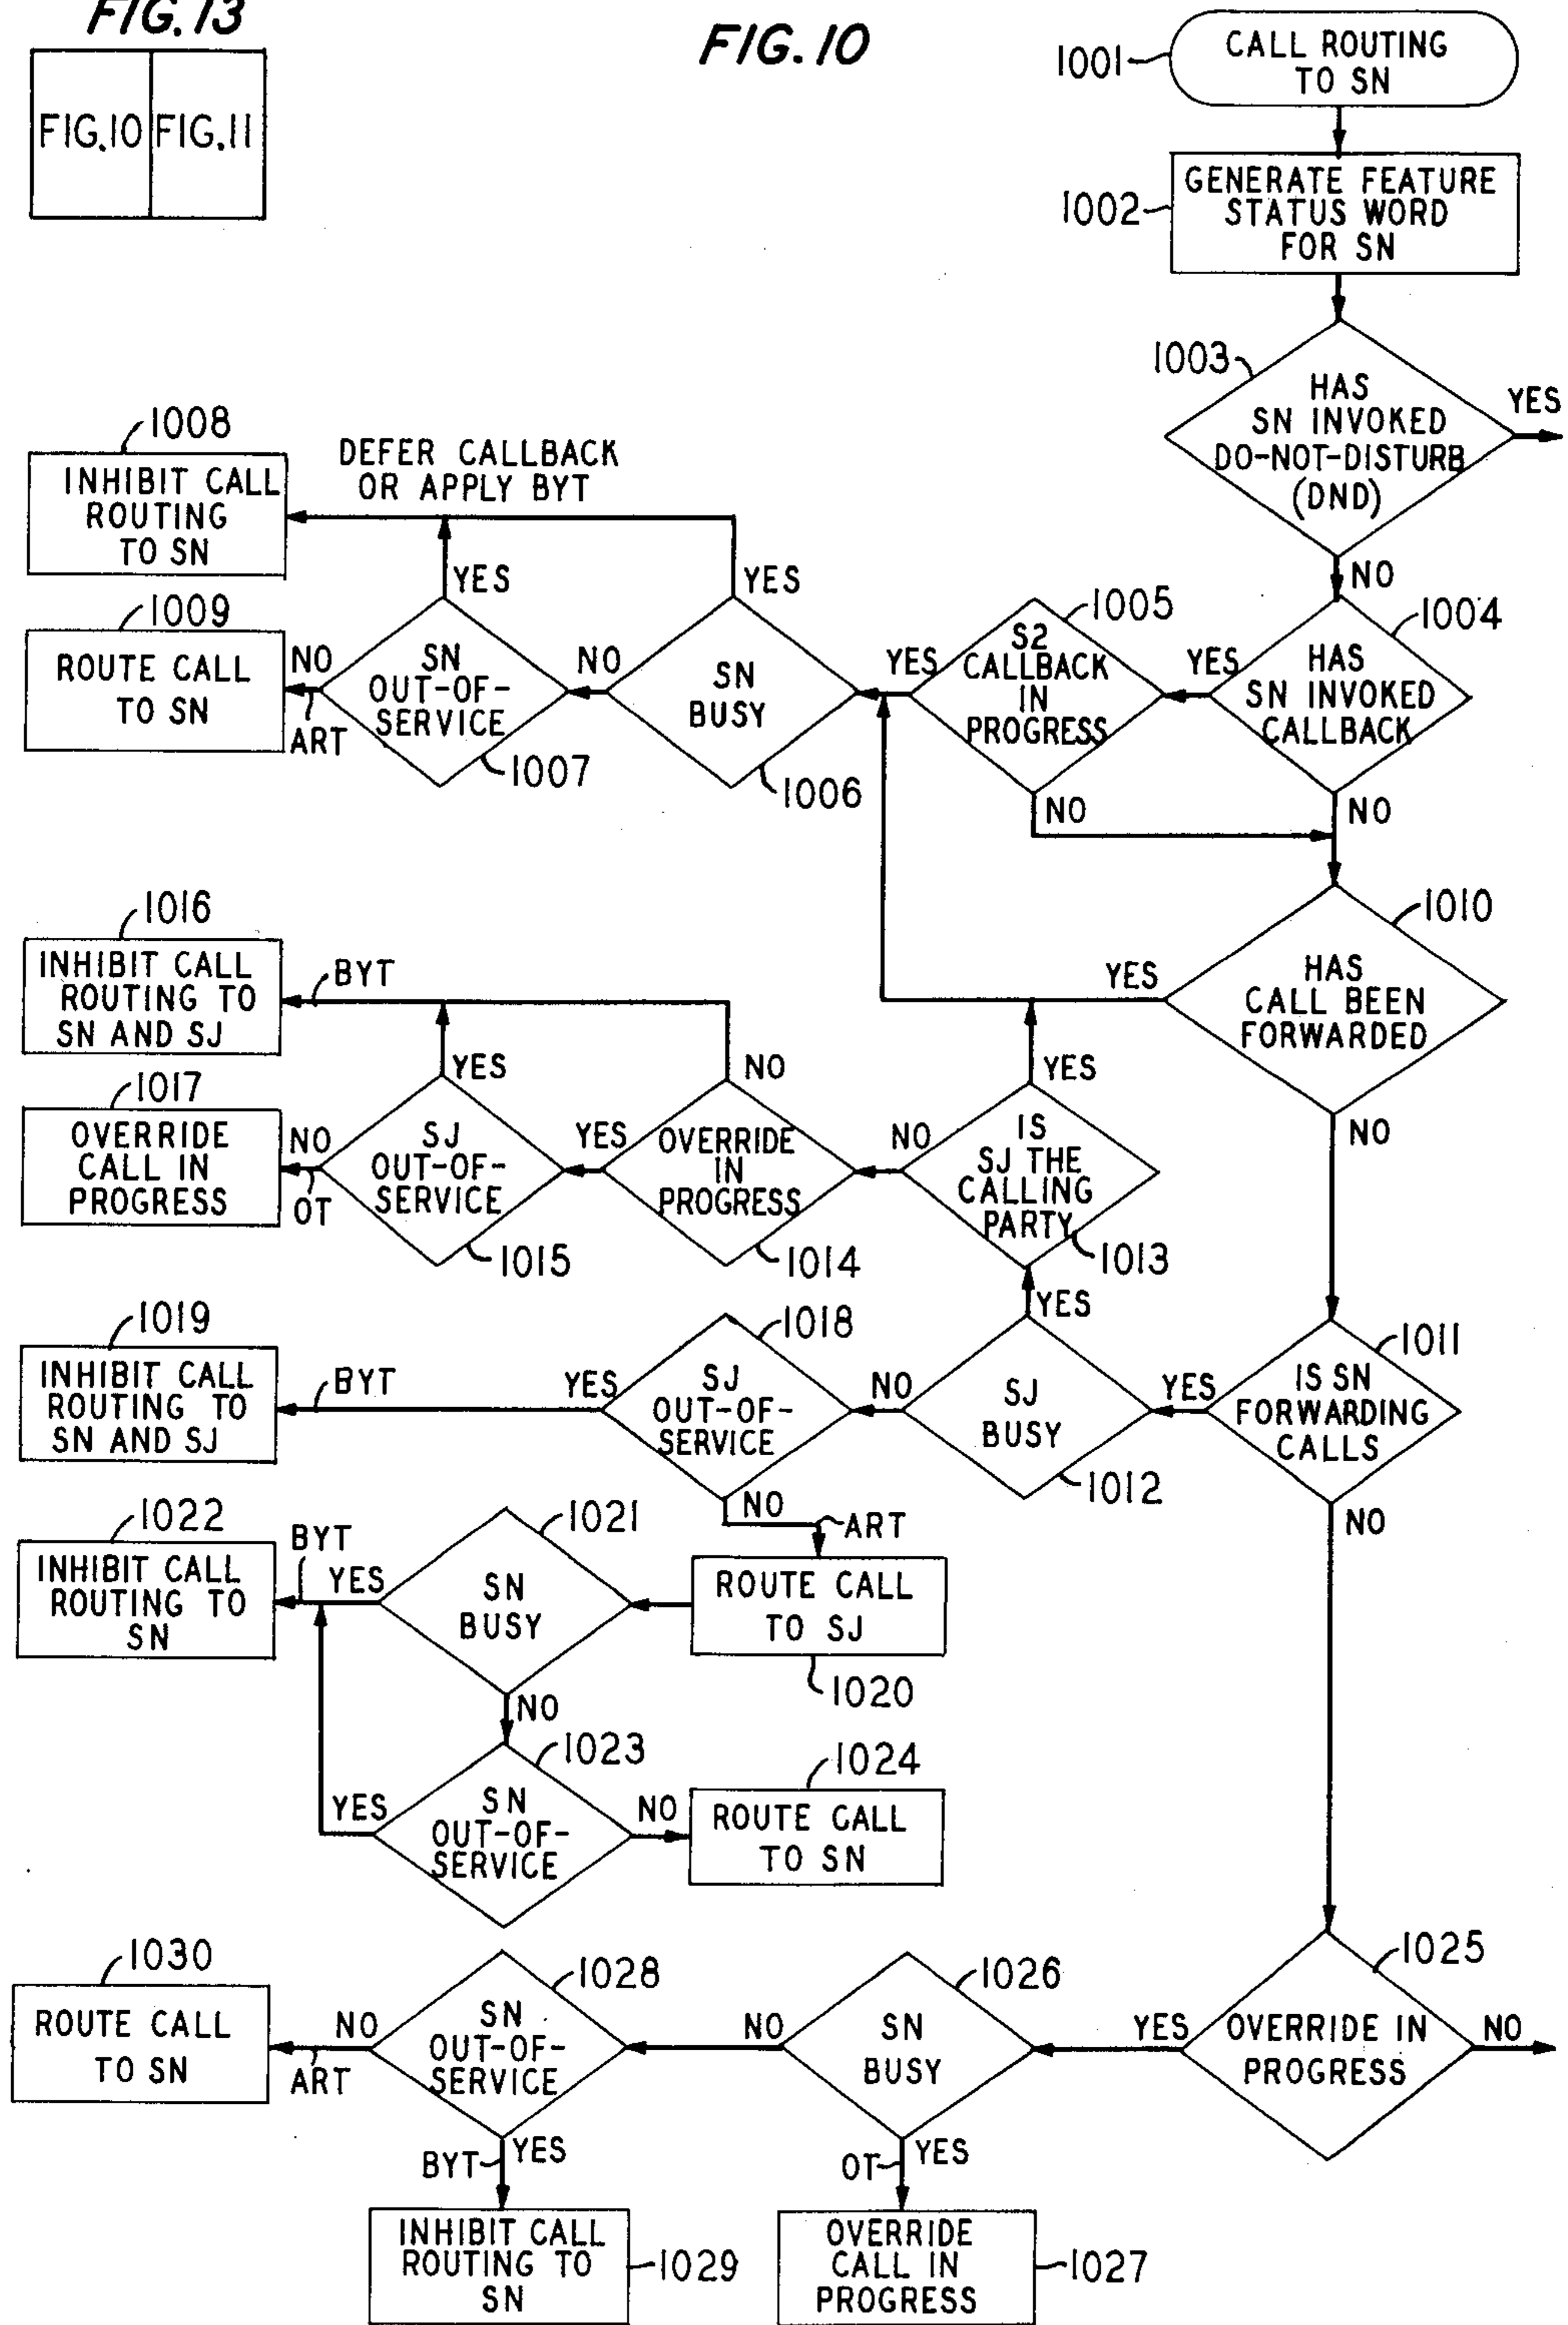 FIG. 13
FIG. 10 FIG. 11
FIG. 10
1001
CALL ROUTING
TO SN
1002
GENERATE FEATURE
STATUS WORD
FOR SN
1003
HAS
SN INVOKED
DO-NOT-DISTURB
(DND)
YES
NO
1004
HAS
SN INVOKED
CALLBACK
YES
NO
1005
S2
CALLBACK
IN
PROGRESS
YES
NO
1006
SN
BUSY
YES
NO
DEFER CALLBACK
OR APPLY BYT
1007
SN
OUT-OF-
SERVICE
YES
NO
ART
1008
INHIBIT CALL
ROUTING
TO SN
1009
ROUTE CALL
TO SN
1010
HAS
CALL BEEN
FORWARDED
YES
NO
1016
INHIBIT CALL
ROUTING TO
SN AND SJ
BYT
1017
OVERRIDE
CALL IN
PROGRESS
NO
OT
YES
SJ
OUT-OF-
SERVICE
1015
YES
NO
OVERRIDE
IN
PROGRESS
1014
NO
YES
IS
SJ THE
CALLING
PARTY
1013
YES
1011
IS SN
FORWARDING
CALLS
YES
NO
SJ
BUSY
1012
NO
1018
SJ
OUT-OF-
SERVICE
YES
BYT
1019
INHIBIT CALL
ROUTING TO
SN AND SJ
NO
ART
ROUTE CALL
TO SJ
1020
1021
SN
BUSY
YES
BYT
1022
INHIBIT CALL
ROUTING TO
SN
NO
1023
SN
OUT-OF-
SERVICE
YES
NO
1024
ROUTE CALL
TO SN
1025
OVERRIDE IN
PROGRESS
NO
YES
1026
SN
BUSY
NO
OT
YES
OVERRIDE
CALL IN
PROGRESS
1027
1028
SN
OUT-OF-
SERVICE
NO
ART
1030
ROUTE CALL
TO SN
BYT
YES
INHIBIT CALL
ROUTING TO
SN
1029